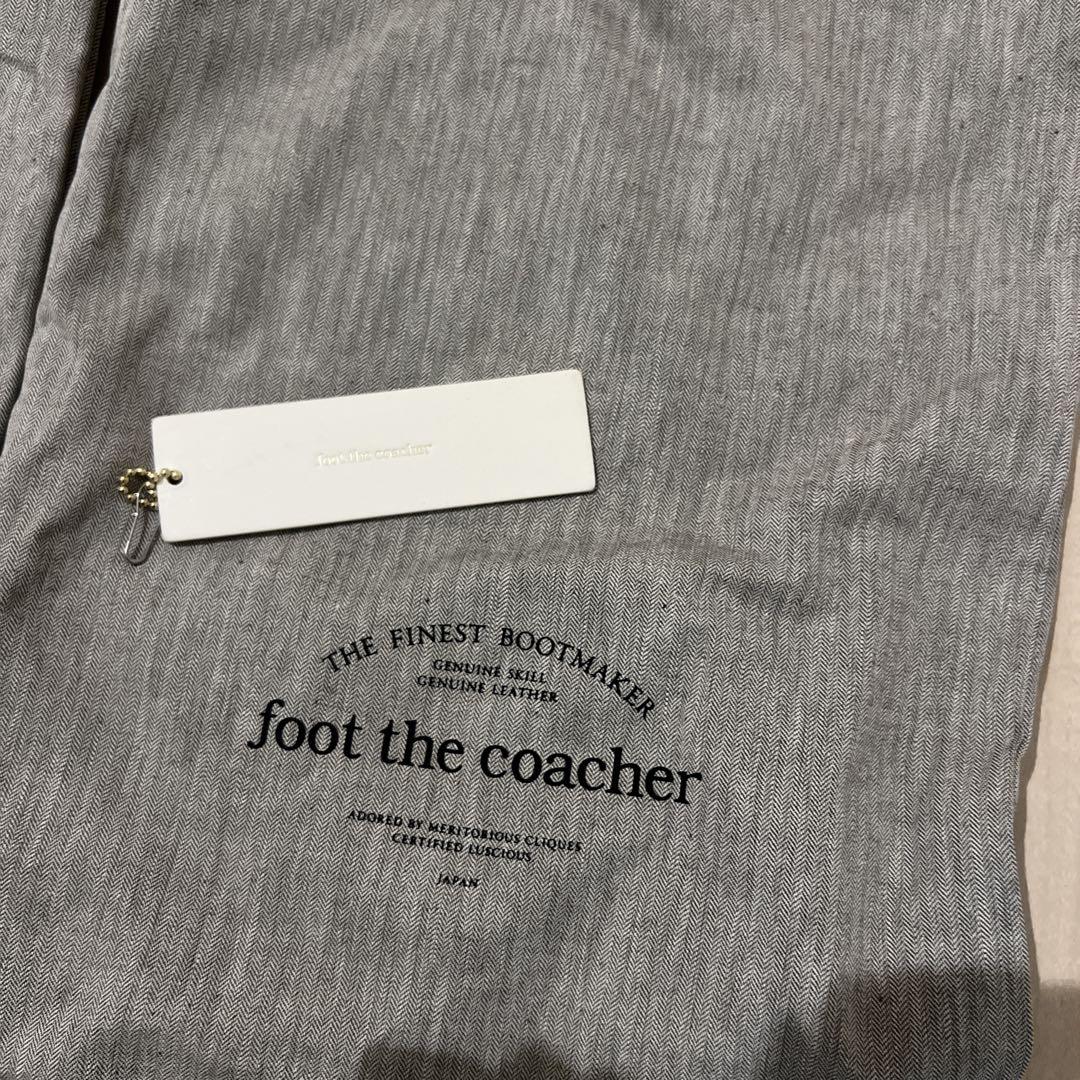 foot the coacher
THE FINEST BOOTMAKER
GENUINE SKILL
GENUINE LEATHER
foot the coacher
ADORED BY MERITORIOUS CLIQUES
CERTIFIED LUSCIOUS
JAPAN